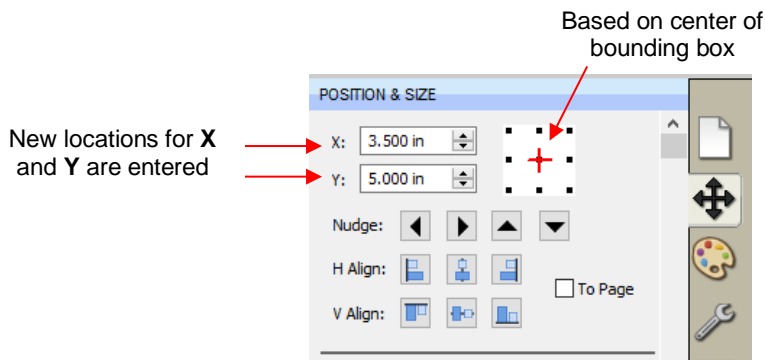 Based on center of
bounding box
POSITION & SIZE
New locations for X
and Y are entered
X: 3.500 in
Y: 5.000 in
Nudge:
H Align:
To Page
V Align: